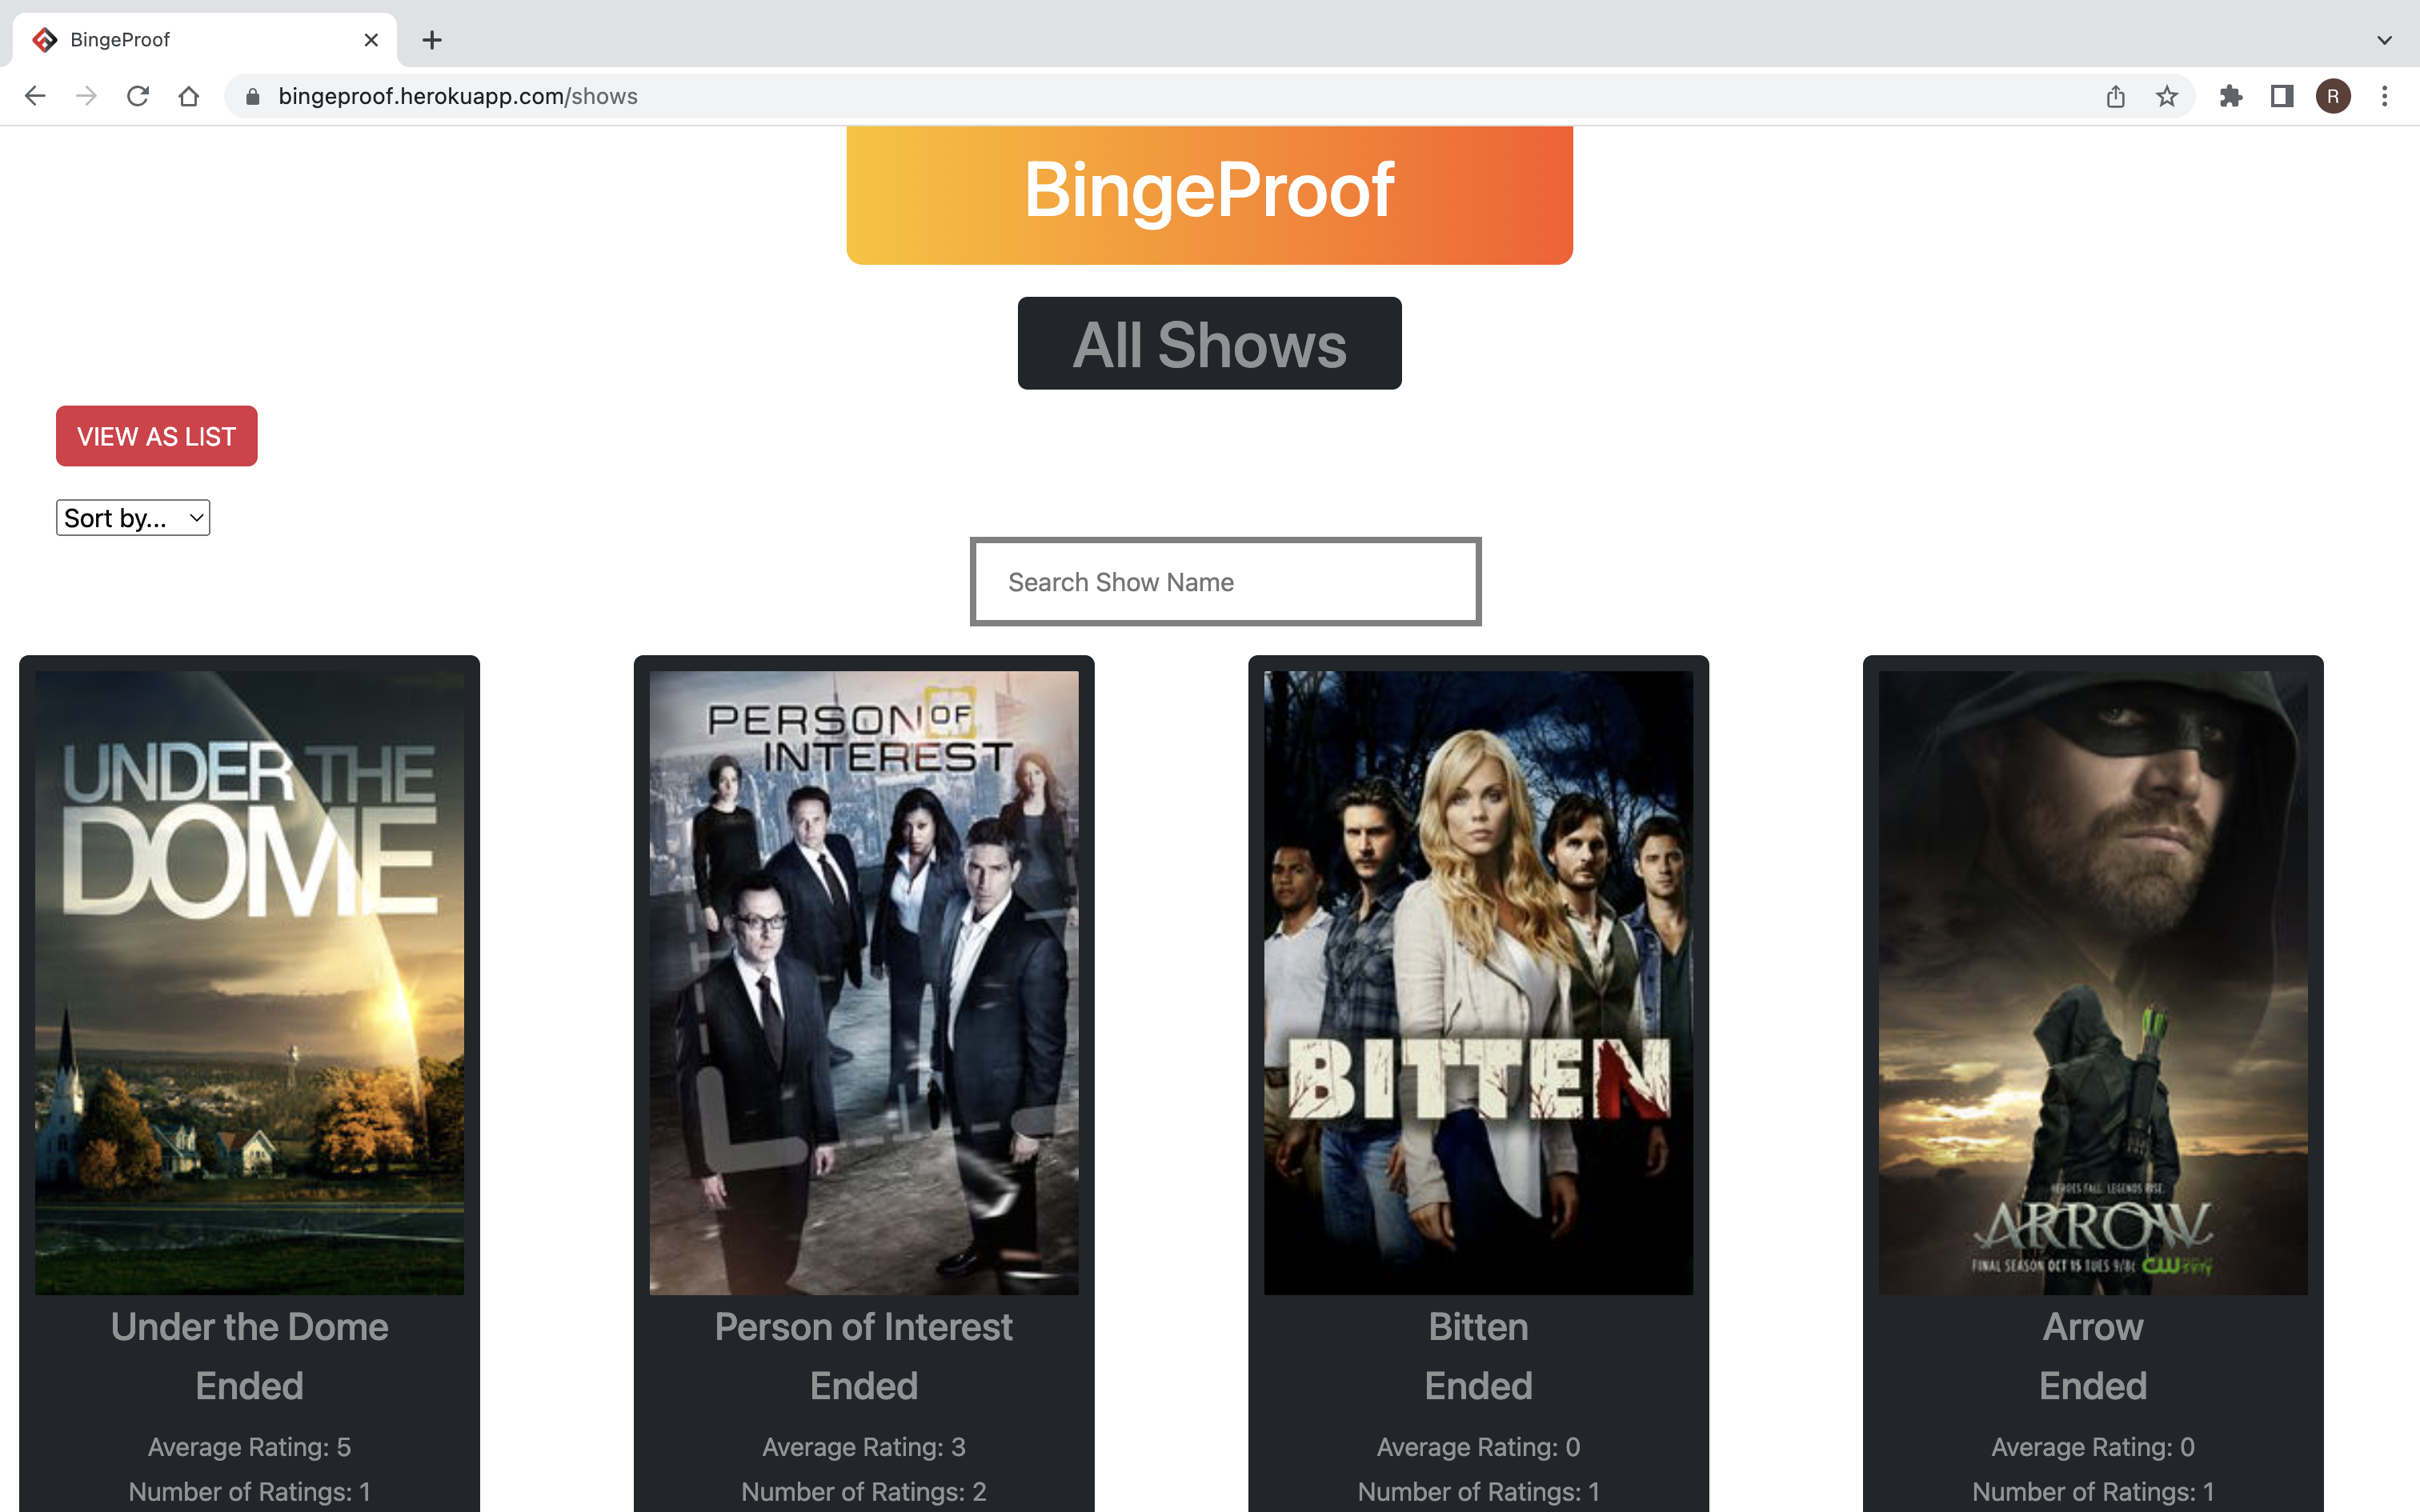 BingeProof
bingeproof.herokuapp.com/shows
R
BingeProof
All Shows
VIEW AS LIST
Sort by...
Search Show Name
UNDER THE
DOME
Under the Dome
Ended
Average Rating: 5
Number of Ratings: 1
PERSON OF
INTEREST
Person of Interest
Ended
Average Rating: 3
Number of Ratings: 2
BITTEN
Bitten
Ended
Average Rating: 0
Number of Ratings: 1
HEROES FALL. LEGENDS RISE.
ARROW
FINAL SEASON OCT 15 TUES 9/8c CW
Arrow
Ended
Average Rating: 0
Number of Ratings: 1